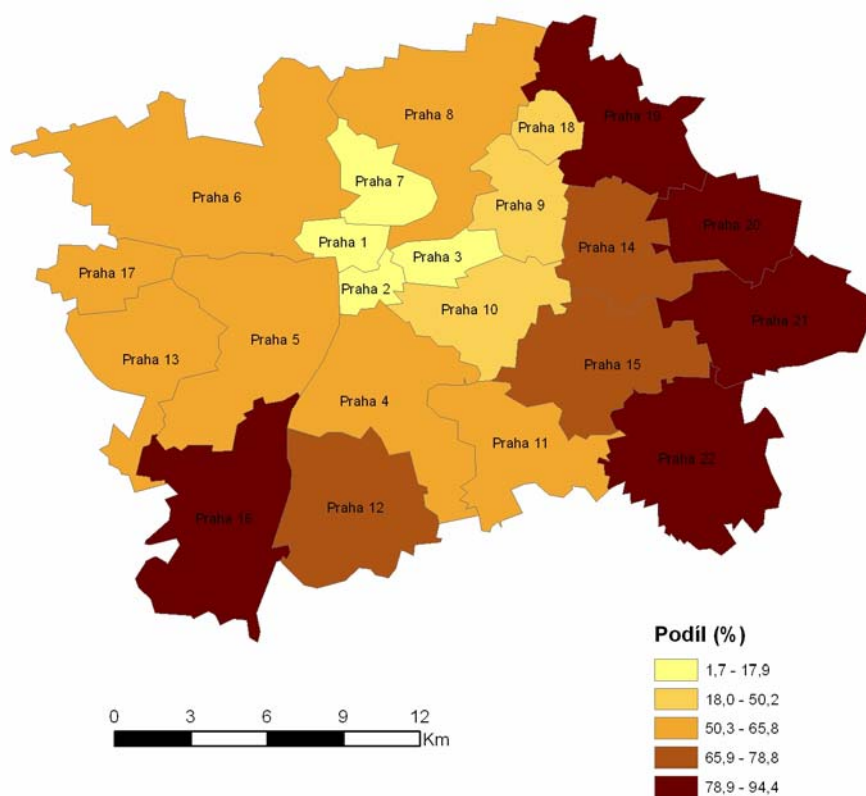 Praha 8
Praha 18
Praha 19
Praha 7
Praha 6
Praha 9
Praha 20
Praha 1
Praha 14
Praha 3
Praha 17
Praha 2
Praha 10
Praha 21
Praha 5
Praha 13
Praha 15
Praha 4
Praha 11
Praha 22
Praha 12
Praha 16
Podíl (%)
1,7 - 17,9
18,0 - 50,2
50,3 - 65,8
65,9 - 78,8
78,9 - 94,4
0 3 6 9 12
Km